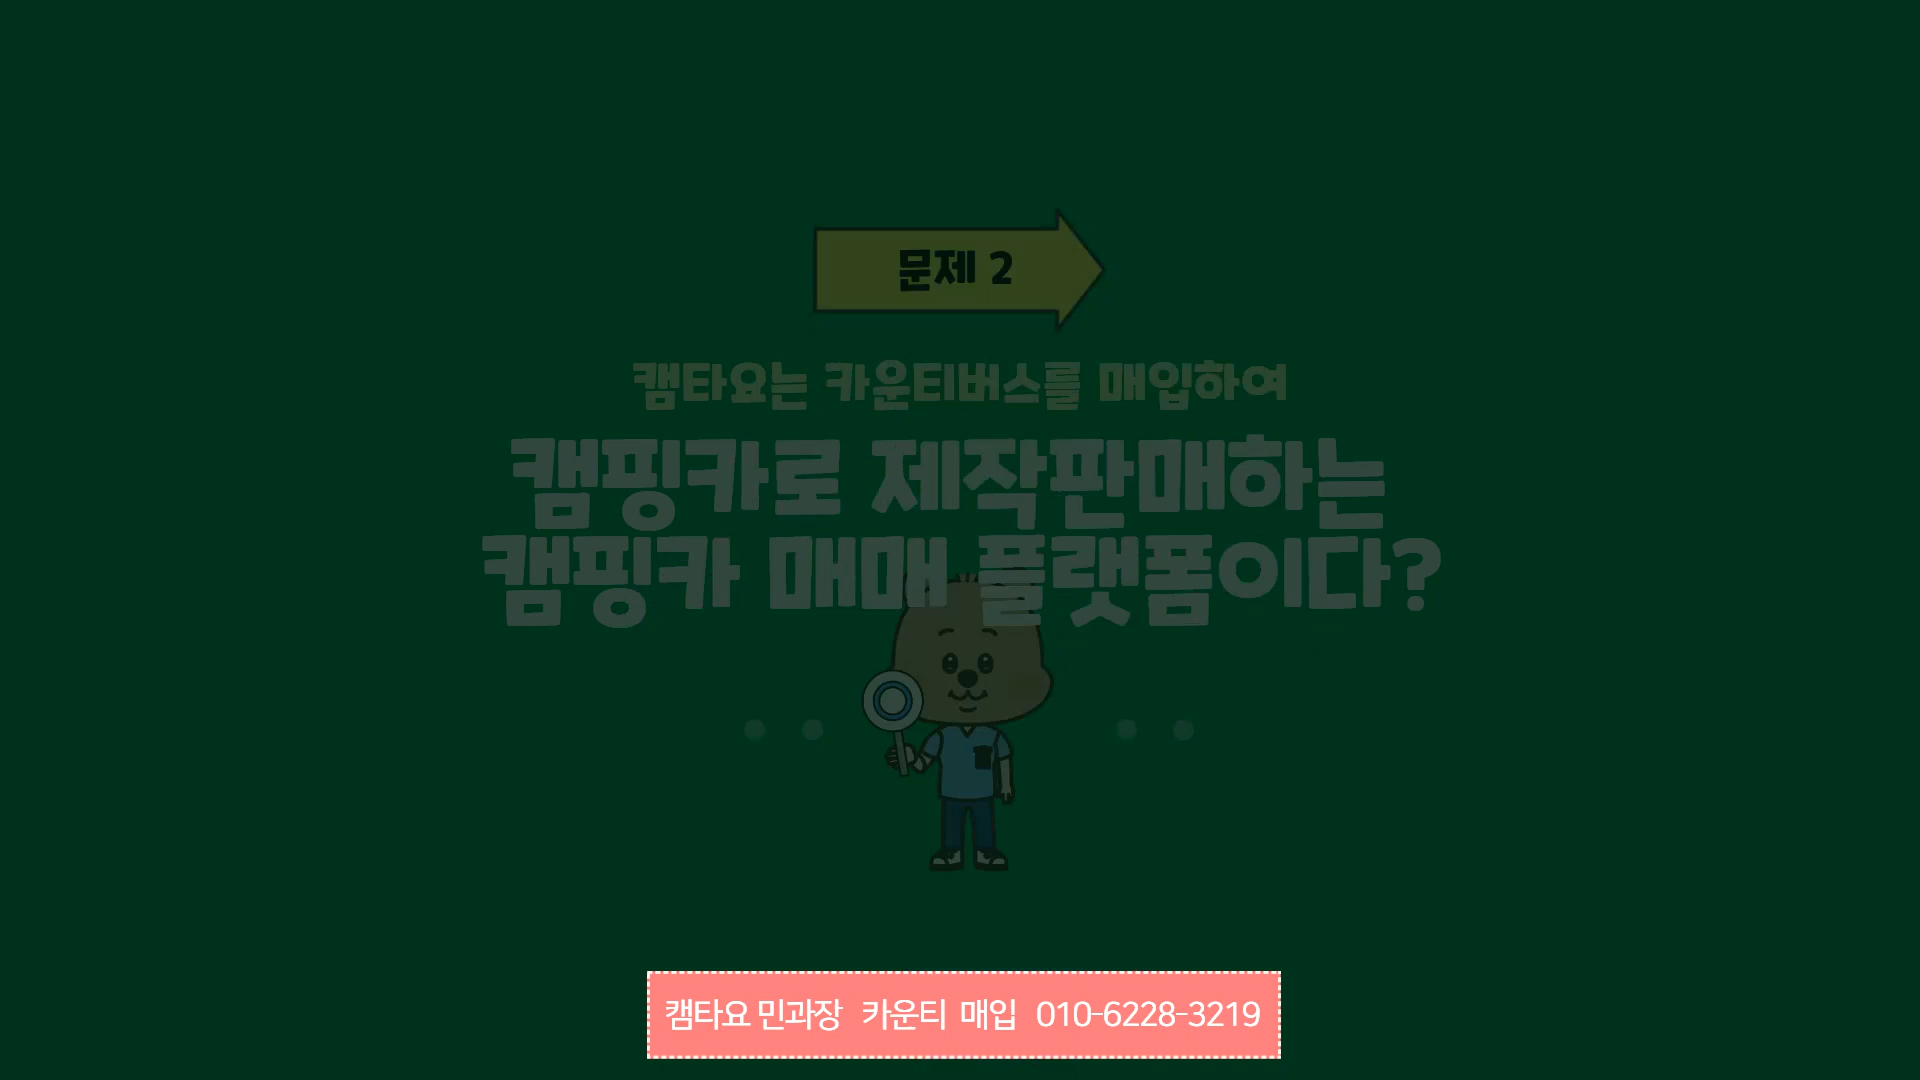 문제 2
캠타요는 카운티버스를 매입하여
캠핑카로 제작판매하는
캠핑카 매매 플랫폼이다?
캠타요 민과장 카운티 매입 010-6228-3219